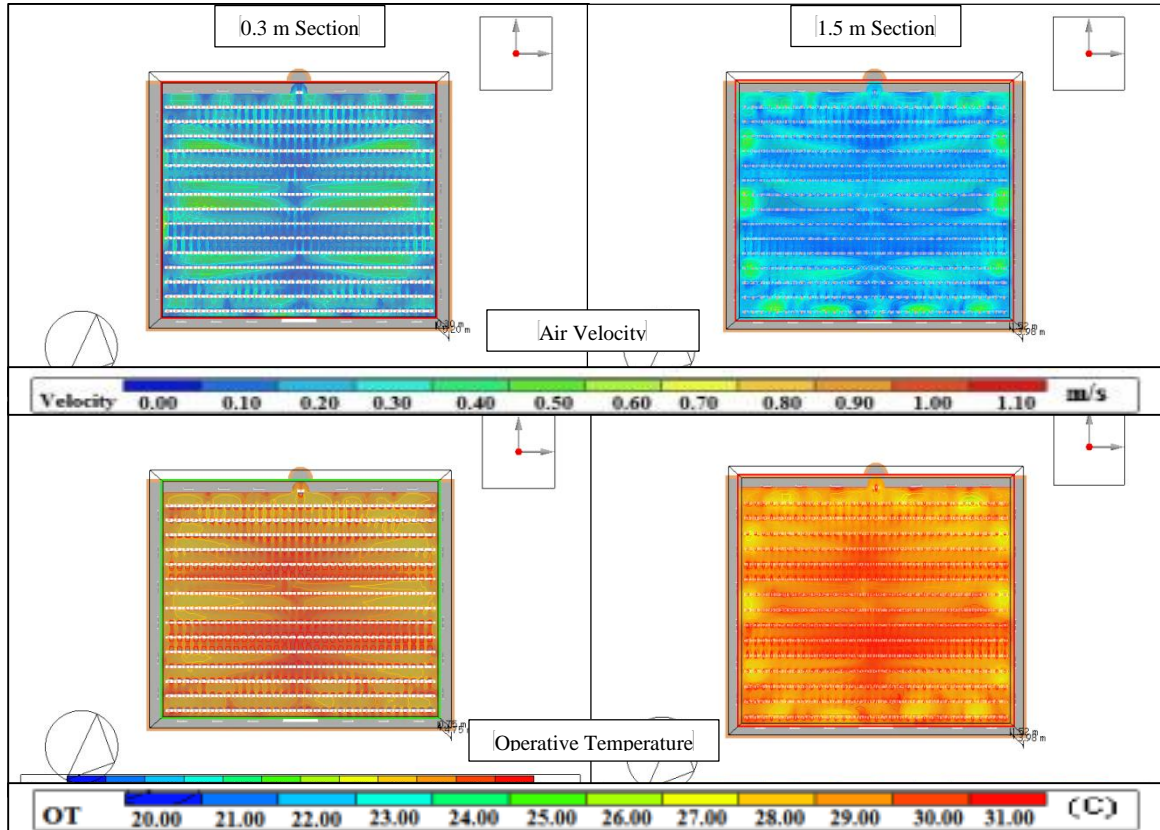 0.3 m Section
1.5 m Section
Air Velocity
Velocity 0.00 0.10 0.20 0.30 0.40 0.50 0.60 0.70 0.80 0.90 1.00 1.10 m/s
Operative Temperature
OT 20.00 21.00 22.00 23.00 24.00 25.00 26.00 27.00 28.00 29.00 30.00 31.00 (C)